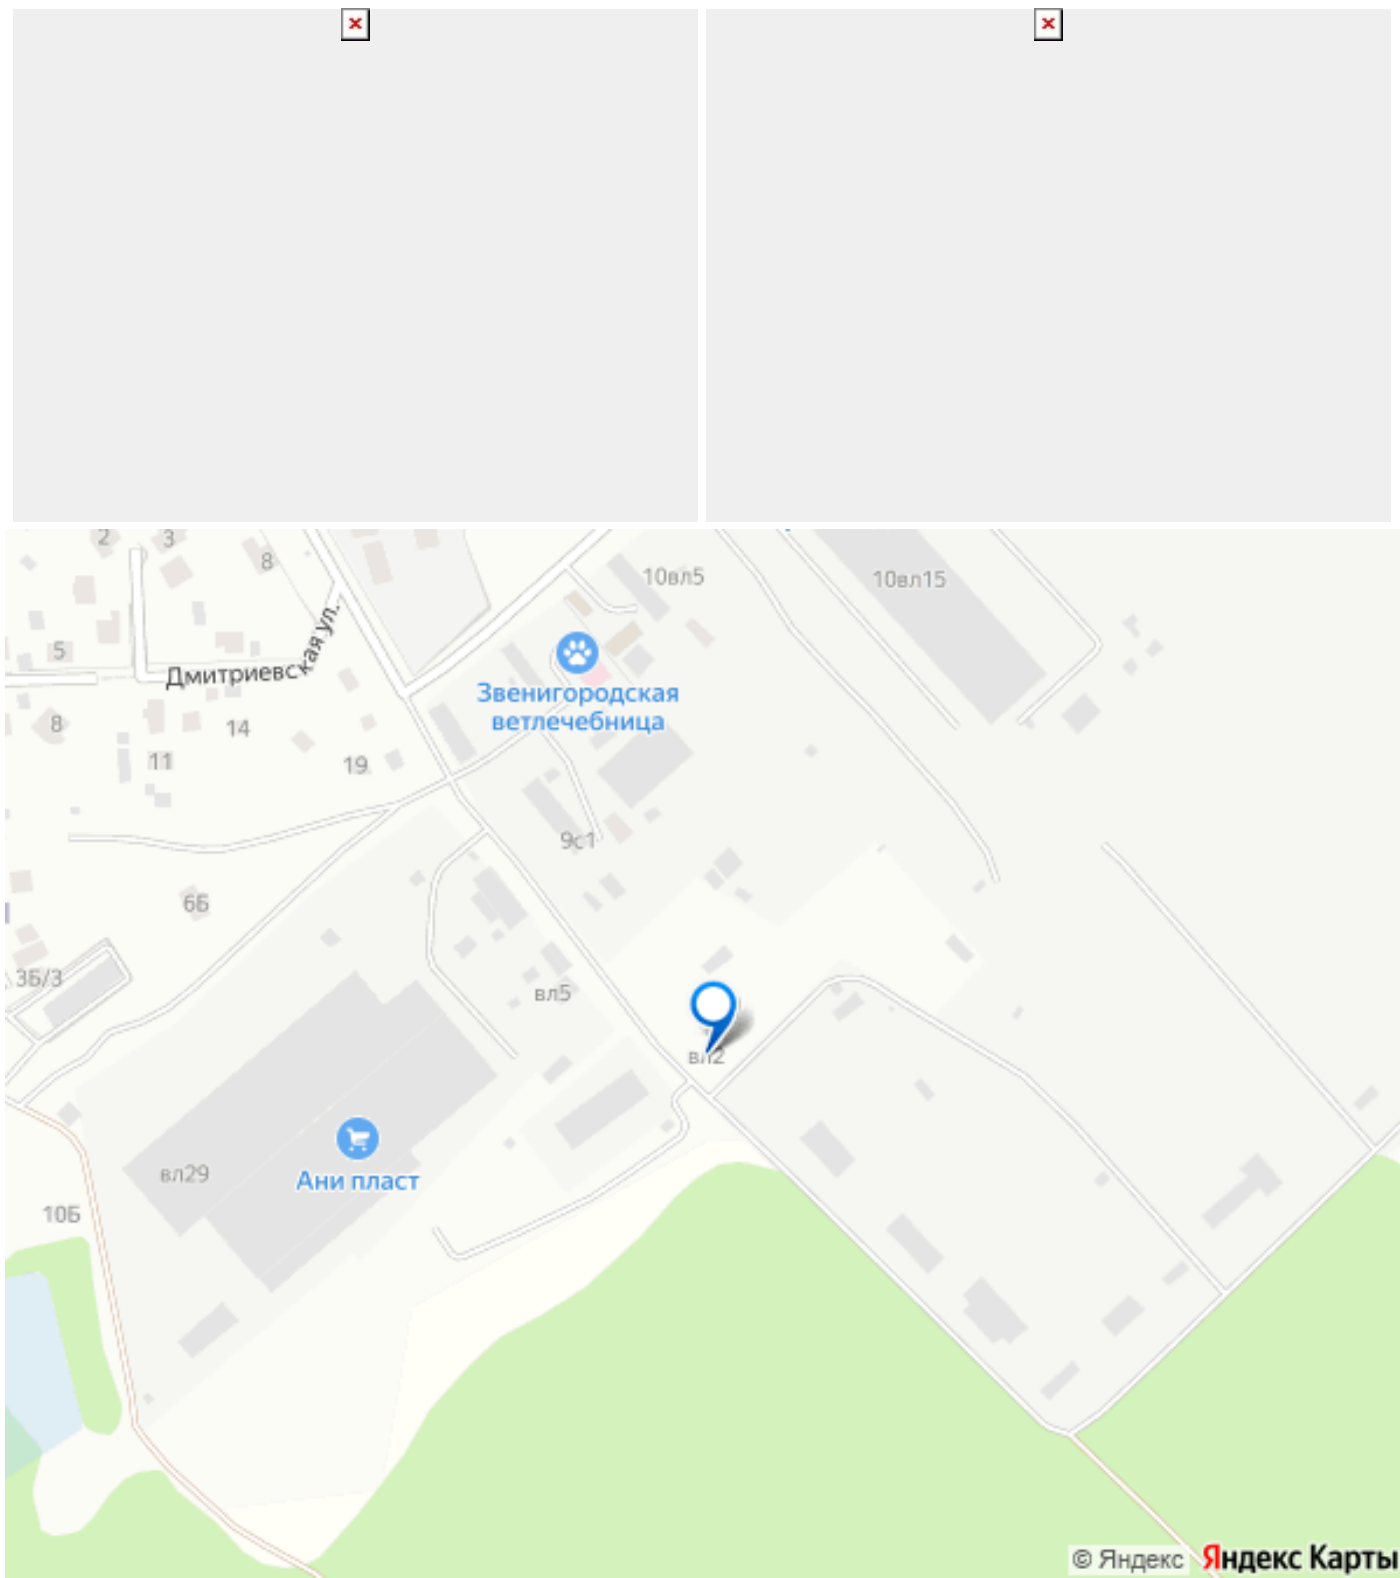 2
3
8
10вл5
10вл15
5
Дмитриевская ул.
Звенигородская
ветлечебница
8
14
11
19
9с1
6Б
3Б/3
вл5
вл2
вл29
Ани пласт
10Б
© Яндекс Яндекс Карты